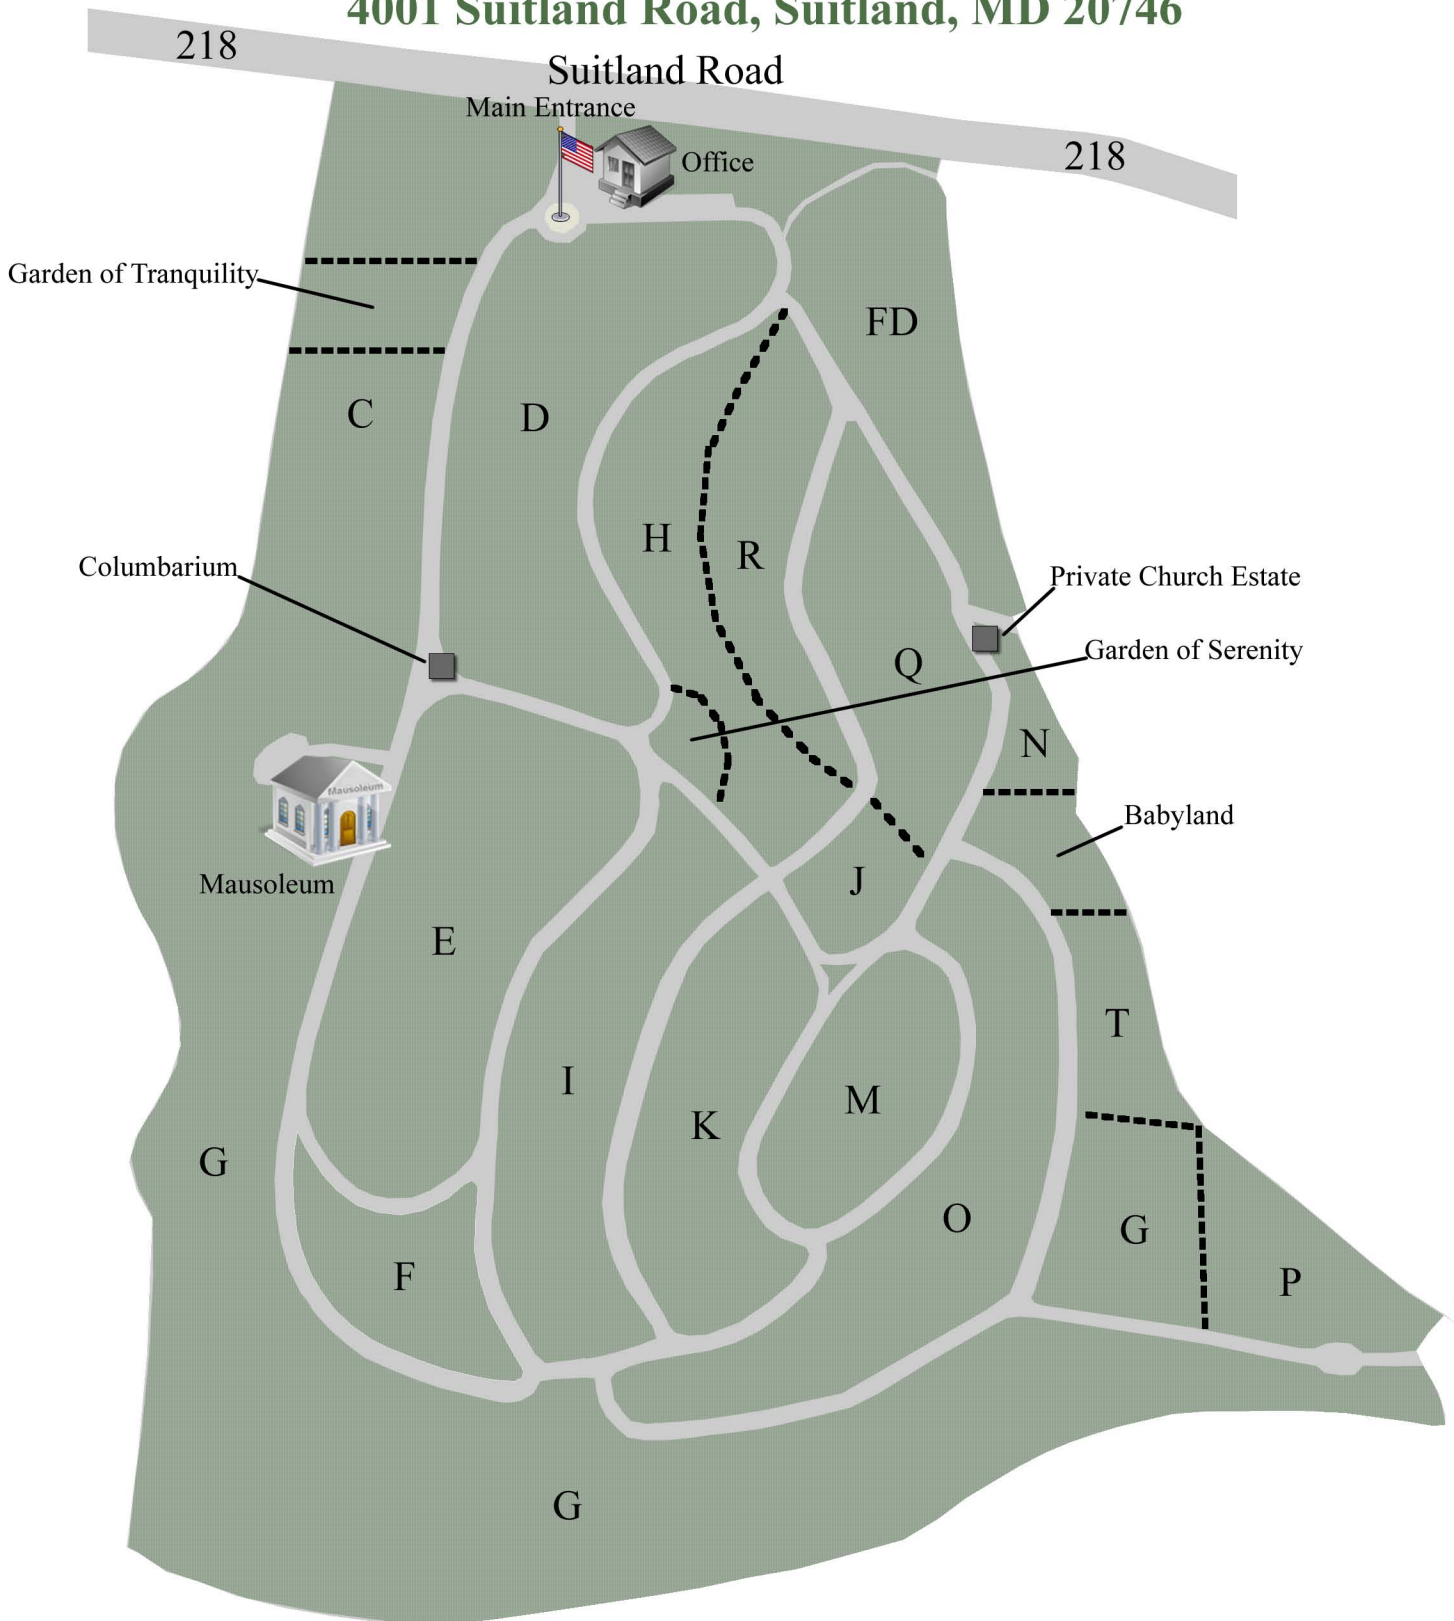 4001 Suitland Road, Suitland, MD 20746
218
Suitland Road
Main Entrance
218
Office
Garden of Tranquility
FD
C
D
H
R
Columbarium
Private Church Estate
Garden of Serenity
Q
N
Mausoleum
Babyland
Mausoleum
J
E
T
I
M
K
G
O
G
F
P
G